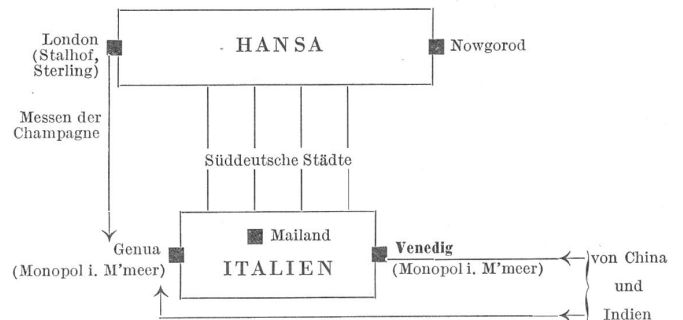 London
(Stalhof,
Sterling)
HANSA
Nowgorod
Messen der
Champagne
Süddeutsche Städte
Genua
(Monopol i. M'meer)
Mailand
ITALIEN
Venedig
(Monopol i. M'meer)
von China
und
Indien